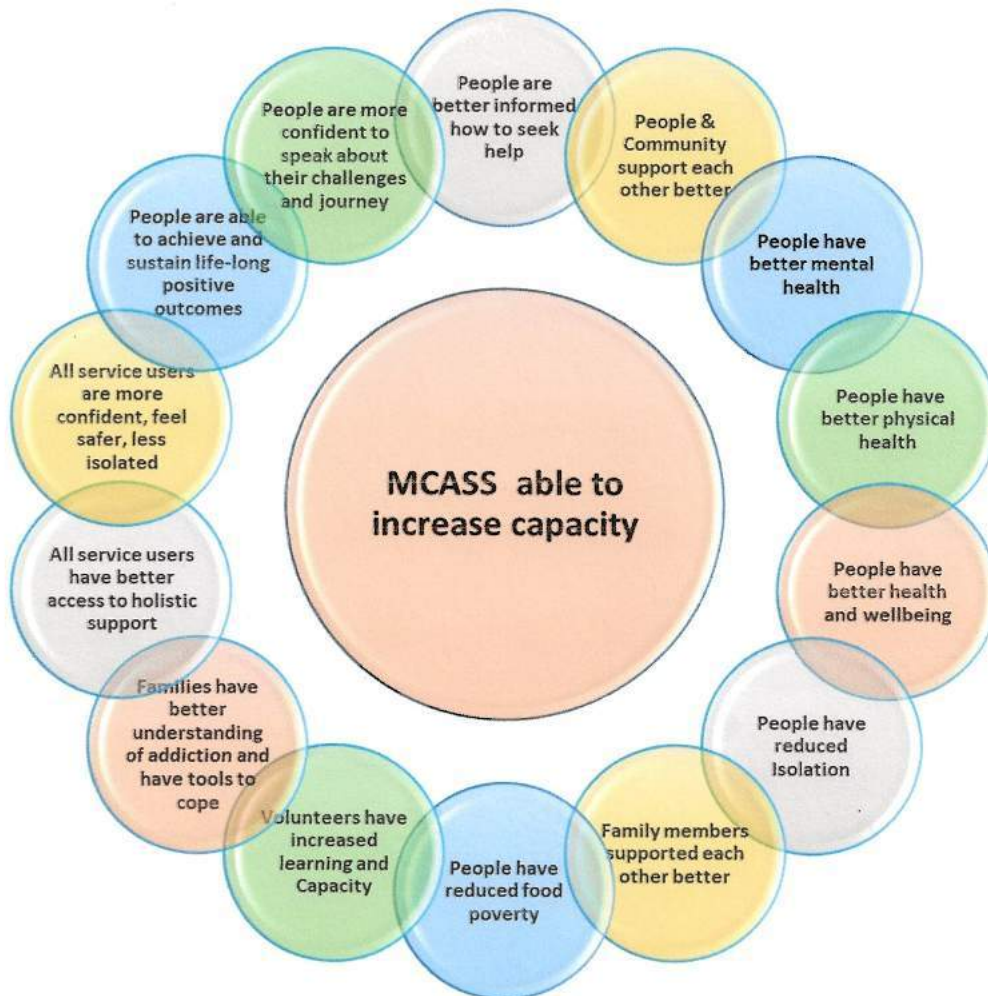 People are
better informed
how to seek
help
People &
Community
support each
other better
People have
better mental
health
People have
better physical
health
People have
better health
and wellbeing
People have
reduced
Isolation
Family members
supported each
other better
People have
reduced food
poverty
Volunteers have
increased
learning and
Capacity
Families have
better
understanding
of addiction and
have tools to
cope
All service users
have better
access to holistic
support
All service users
are more
confident, feel
safer, less
isolated
People are able
to achieve and
sustain life-long
positive
outcomes
People are more
confident to
speak about
their challenges
and journey
MCASS able to
increase capacity